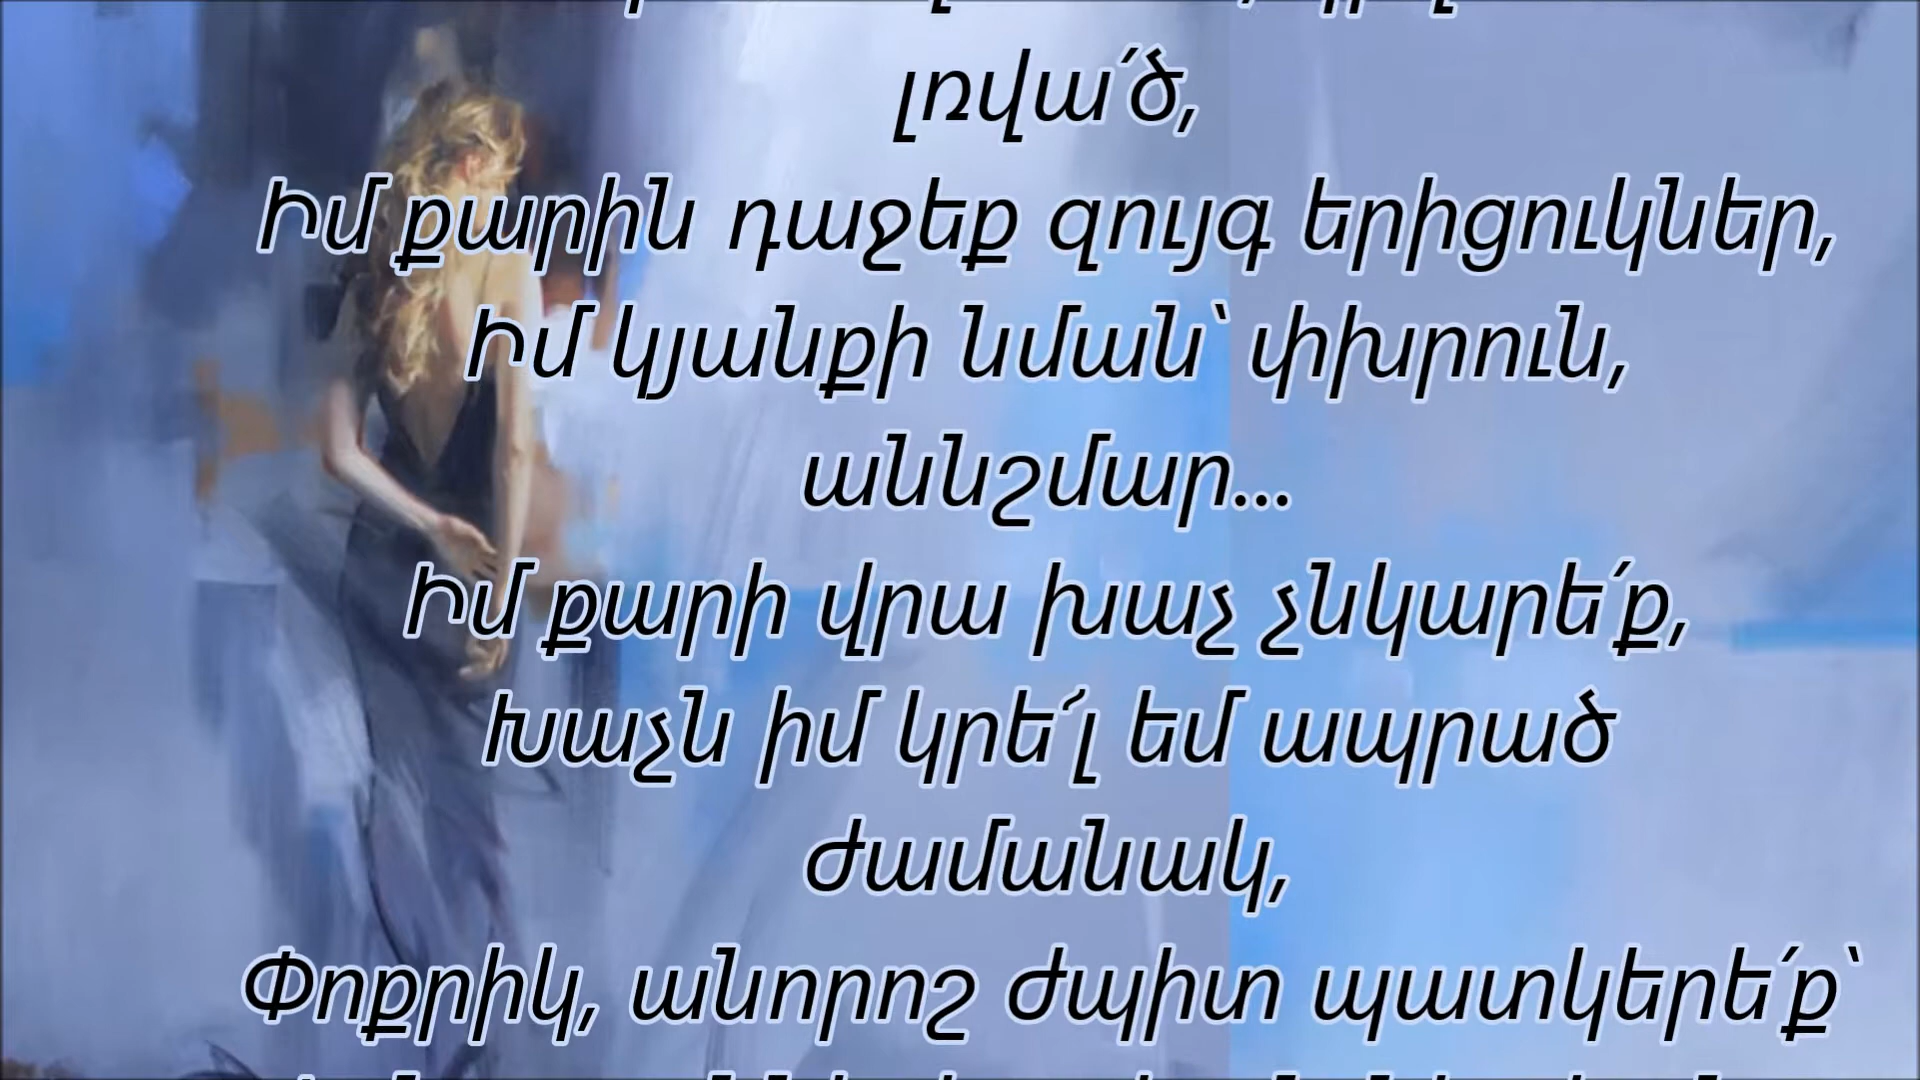 լռվա՛ծ,
Իմ քարին դաջեք զույգ երիցուկներ,
Իմ կյանքի նման՝ փխրուն,
աննշմար...
Իմ քարի վրա խաչ չնկարե՛ք,
Խաչն իմ կրե՜լ եմ ապրած
ժամանակ,
Փոքրիկ, անորոշ ժպիտ պատկերե՛ք՝